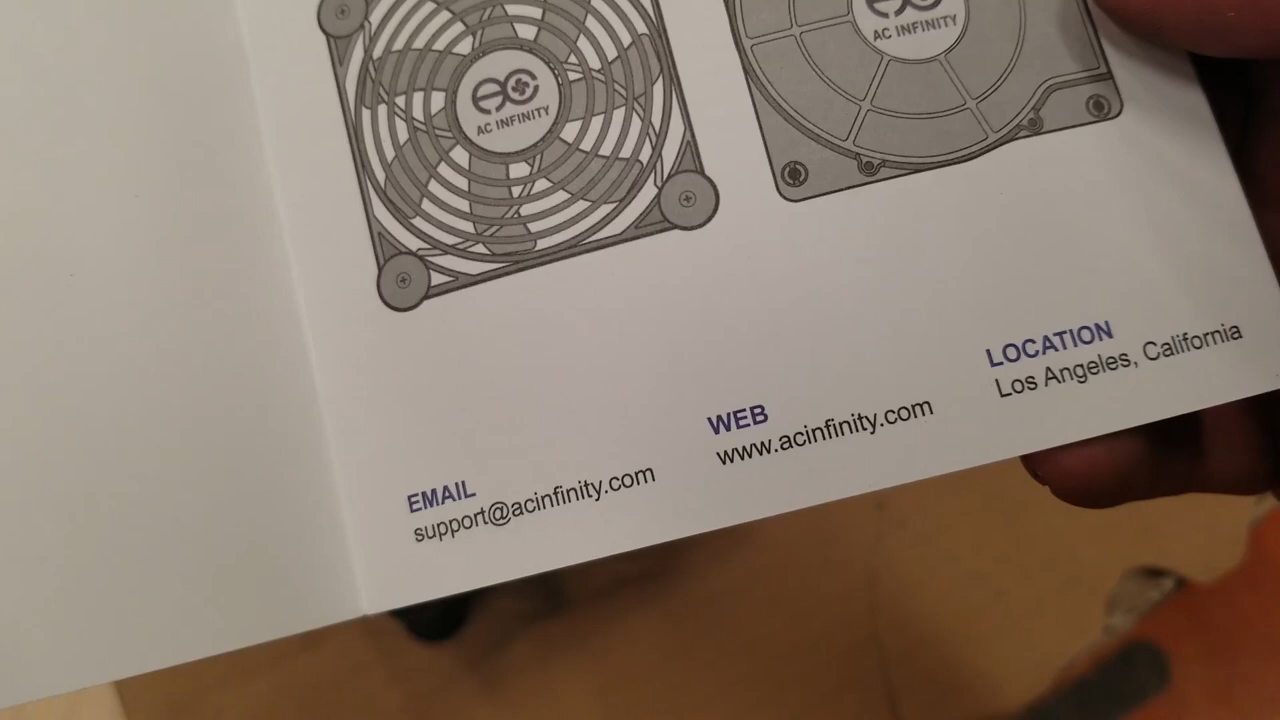 AC INFINITY
AC INFINITY
EMAIL
support@acinfinity.com
WEB
www.acinfinity.com
LOCATION
Los Angeles, California